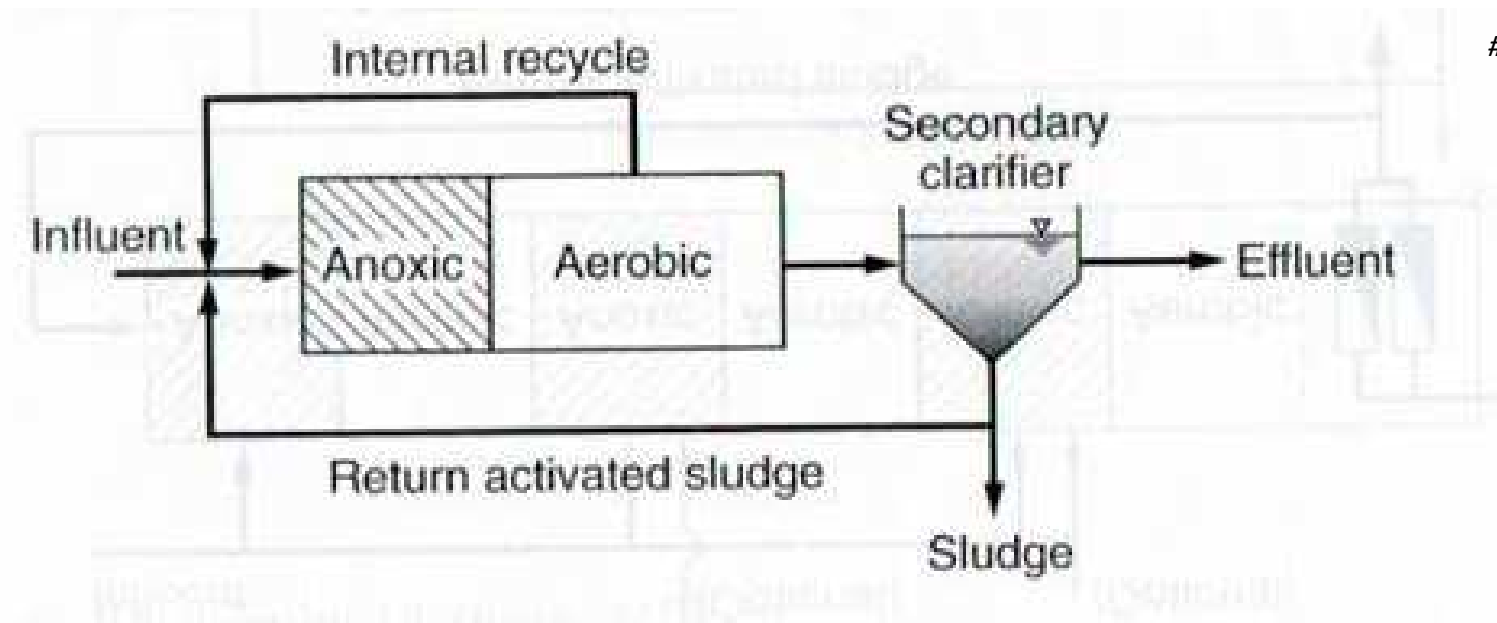 Internal recycle
#
Secondary
clarifier
Influent
Anoxic
Aerobic
Effluent
Return activated sludge
Sludge